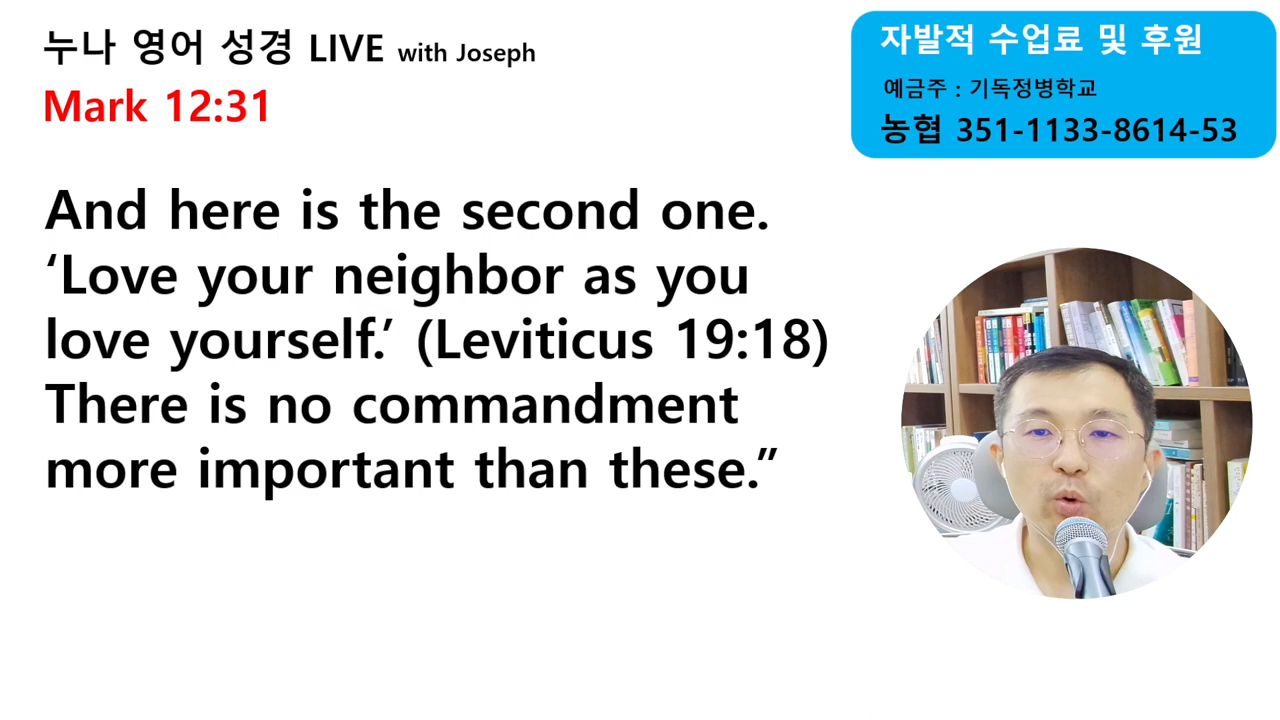 누나 영어 성경 LIVE with Joseph
Mark 12:31
자발적 수업료 및 후원
예금주 : 기독정병학교
농협 351-1133-8614-53
And here is the second one.
‘Love your neighbor as you
love yourself.’ (Leviticus 19:18)
There is no commandment
more important than these.”